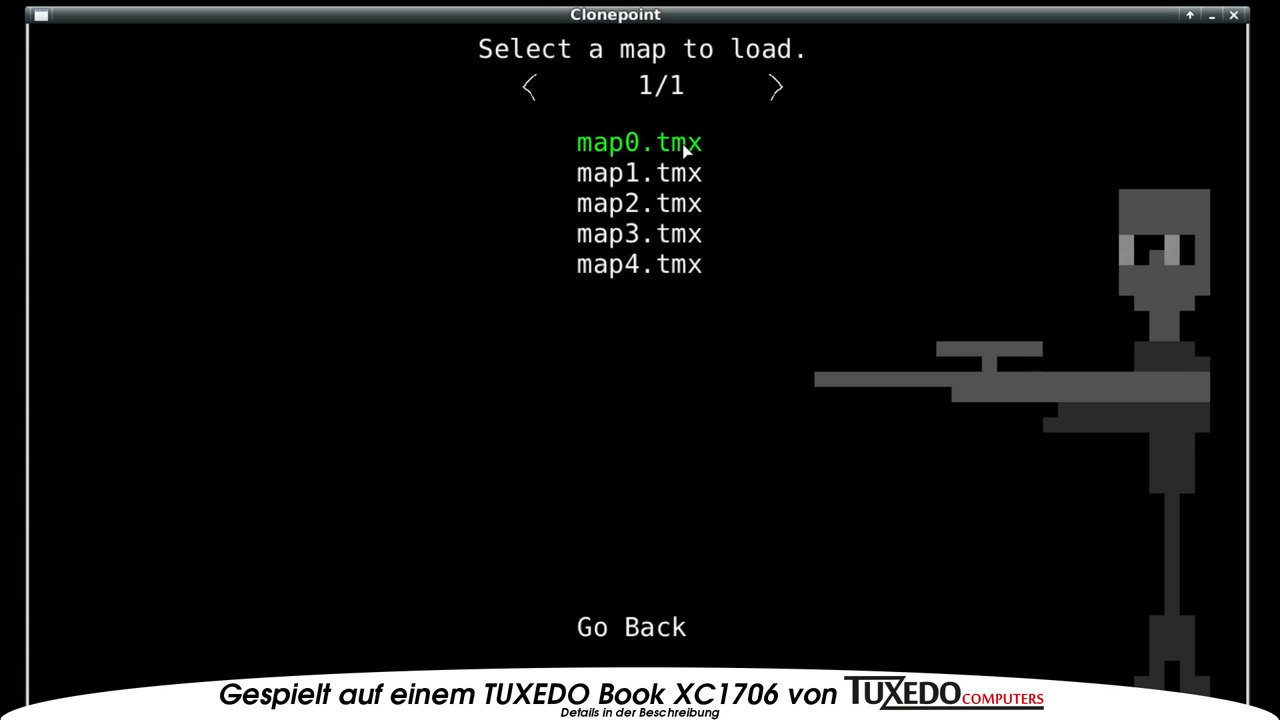 Clonepoint
Select a map to load.
1/1
map0.tmx
map1.tmx
map2.tmx
map3.tmx
map4.tmx
Go Back
Gespielt auf einem TUXEDO Book XC1706 von TUXEDO COMPUTERS
Details in der Beschreibung